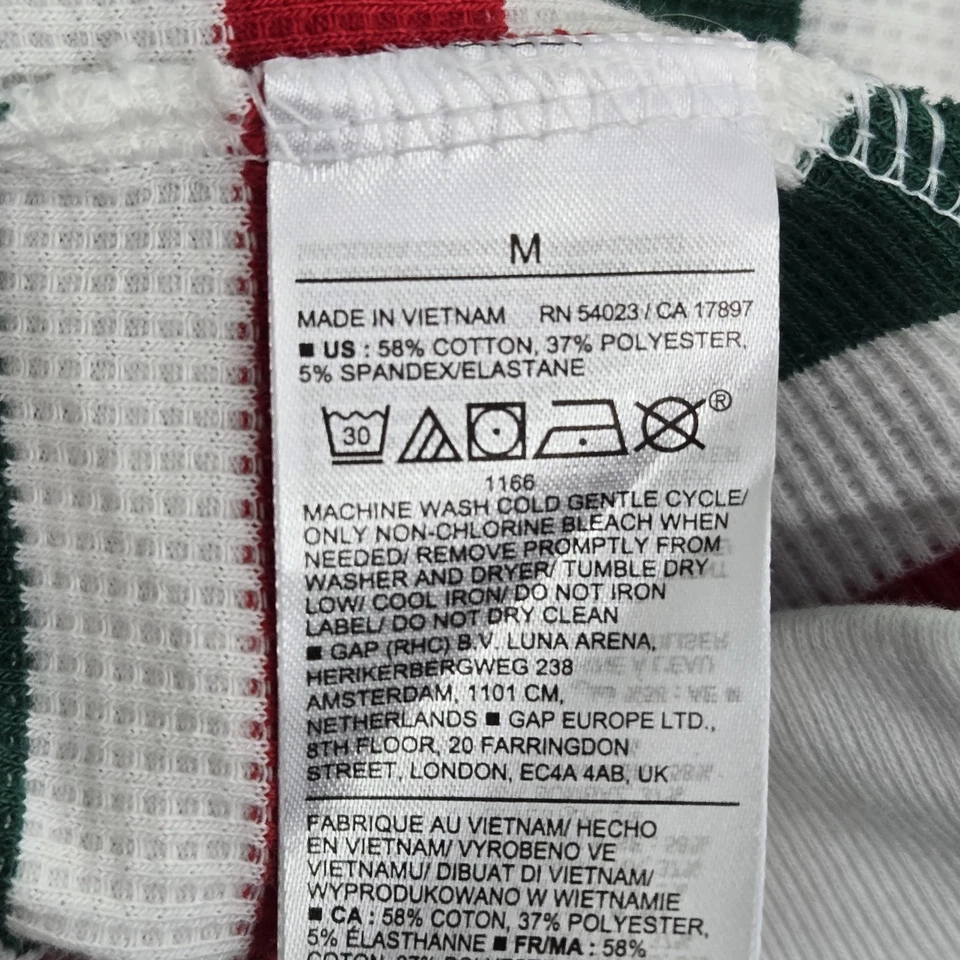 M
MADE IN VIETNAM RN 54023 / CA 17897
■ US : 58% COTTON, 37% POLYESTER,
5% SPANDEX/ELASTANE
30
®
1166
MACHINE WASH COLD GENTLE CYCLE/
ONLY NON-CHLORINE BLEACH WHEN
NEEDED/ REMOVE PROMPTLY FROM
WASHER AND DRYER/ TUMBLE DRY
LOW/ COOL IRON/ DO NOT IRON
LABEL/ DO NOT DRY CLEAN
■ GAP (RHC) B.V. LUNA ARENA,
HERIKERBERGWEG 238
AMSTERDAM, 1101 CM,
NETHERLANDS ■ GAP EUROPE LTD.,
8TH FLOOR, 20 FARRINGDON
STREET, LONDON, EC4A 4AB, UK
FABRIQUE AU VIETNAM/ HECHO
EN VIETNAM/ VYROBENO VE
VIETNAMU/ DIBUAT DI VIETNAM/
WYPRODUKOWANO W WIETNAMIE
■ CA : 58% COTON, 37% POLYESTER,
5% ÉLASTHANNE ■ FR/MA : 58%